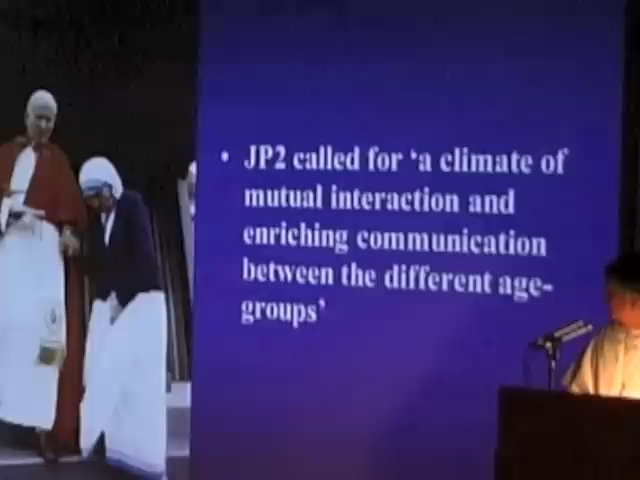 • JP2 called for ‘a climate of
mutual interaction and
enriching communication
between the different age-
groups’